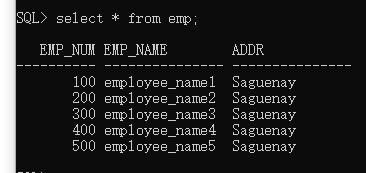 SQL> select * from emp;
EMP_NUM EMP_NAME ADDR
---------- --------------- ---------------
100 employee_name1 Saguenay
200 employee_name2 Saguenay
300 employee_name3 Saguenay
400 employee_name4 Saguenay
500 employee_name5 Saguenay